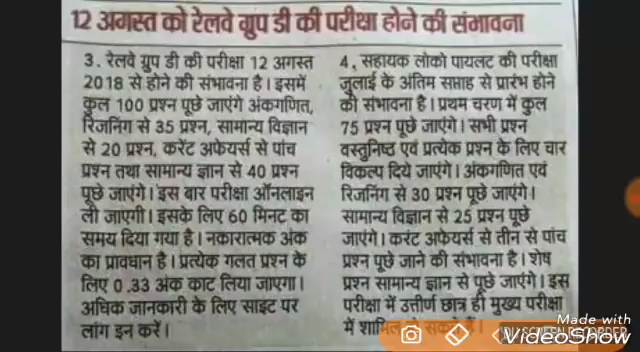 12 अगस्त को रेलवे ग्रुप डी की परीक्षा होने की संभावना
3. रेलवे ग्रुप डी की परीक्षा 12 अगस्त
2018 से होने की संभावना है। इसमें
कुल 100 प्रश्न पूछे जाएंगे अंकगणित,
रिजनिंग से 35 प्रश्न, सामान्य विज्ञान
से 20 प्रश्न, करेंट अफेयर्स से पांच
प्रश्न तथा सामान्य ज्ञान से 40 प्रश्न
पूछे जाएंगे। इस बार परीक्षा ऑनलाइन
ली जाएगी। इसके लिए 60 मिनट का
समय दिया गया है। नकारात्मक अंक
का प्रावधान है। प्रत्येक गलत प्रश्न के
लिए 0.33 अंक काट लिया जाएगा।
अधिक जानकारी के लिए साइट पर
लांग इन करें।
4. सहायक लोको पायलट की परीक्षा
जुलाई के अंतिम सप्ताह से प्रारंभ होने
की संभावना है। प्रथम चरण में कुल
75 प्रश्न पूछे जाएंगे। सभी प्रश्न
वस्तुनिष्ठ एवं प्रत्येक प्रश्न के लिए चार
विकल्प दिये जाएंगे। अंकगणित एवं
रिजनिंग से 30 प्रश्न पूछे जाएंगे।
सामान्य विज्ञान से 25 प्रश्न पूछे
जाएंगे। करंट अफेयर्स से तीन से पांच
प्रश्न पूछे जाने की संभावना है। शेष
प्रश्न सामान्य ज्ञान से पूछे जाएंगे। इस
परीक्षा में उत्तीर्ण छात्र ही मुख्य परीक्षा
में
Made with
VideoShow